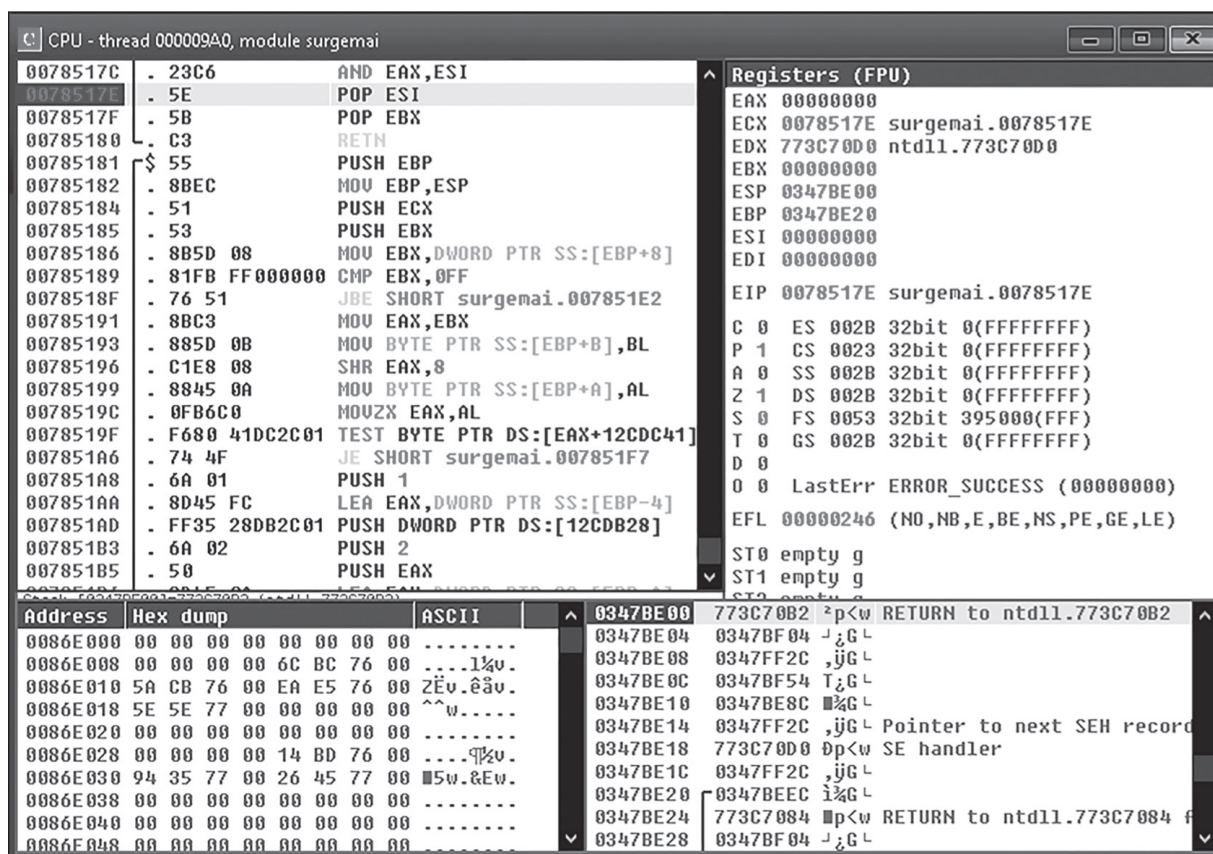 CPU - thread 000009A0, module surgemai
0078517C . 23C6 AND EAX,ESI
0078517E . 5E POP ESI
0078517F . 5B POP EBX
00785180 . C3 RETN
00785181 $ 55 PUSH EBP
00785182 . 8BEC MOV EBP,ESP
00785184 . 51 PUSH ECX
00785185 . 53 PUSH EBX
00785186 . 8B5D 08 MOV EBX,DWORD PTR SS:[EBP+8]
00785189 . 81FB FF000000 CMP EBX,0FF
0078518F . 76 51 JBE SHORT surgemai.007851E2
00785191 . 8BC3 MOV EAX,EBX
00785193 . 885D 0B MOV BYTE PTR SS:[EBP+B],BL
00785196 . C1E8 08 SHR EAX,8
00785199 . 8845 0A MOV BYTE PTR SS:[EBP+A],AL
0078519C . 0FB6C0 MOVZX EAX,AL
0078519F . F680 41DC2C01 TEST BYTE PTR DS:[EAX+12CDC41]
007851A6 . 74 4F JE SHORT surgemai.007851F7
007851A8 . 6A 01 PUSH 1
007851AA . 8D45 FC LEA EAX,DWORD PTR SS:[EBP-4]
007851AD . FF35 28DB2C01 PUSH DWORD PTR DS:[12CDB28]
007851B3 . 6A 02 PUSH 2
007851B5 . 50 PUSH EAX
Registers (FPU)
EAX 00000000
ECX 0078517E surgemai.0078517E
EDX 773C70D0 ntdll.773C70D0
EBX 00000000
ESP 0347BE00
EBP 0347BE20
ESI 00000000
EDI 00000000
EIP 0078517E surgemai.0078517E
C 0 ES 002B 32bit 0(FFFFFFFF)
P 1 CS 0023 32bit 0(FFFFFFFF)
A 0 SS 002B 32bit 0(FFFFFFFF)
Z 1 DS 002B 32bit 0(FFFFFFFF)
S 0 FS 0053 32bit 395000(FFF)
T 0 GS 002B 32bit 0(FFFFFFFF)
D 0
O 0 LastErr ERROR_SUCCESS (00000000)
EFL 00000246 (NO,NB,E,BE,NS,PE,GE,LE)
ST0 empty g
ST1 empty g
Address Hex dump ASCII
0086E000 00 00 00 00 00 00 00 00 ........
0086E008 00 00 00 00 6C BC 76 00 ....l¼v.
0086E010 5A CB 76 00 EA E5 76 00 ZËv.êåv.
0086E018 5E 5E 77 00 00 00 00 00 ^^w.....
0086E020 00 00 00 00 00 00 00 00 ........
0086E028 00 00 00 00 14 BD 76 00 ....¶½v.
0086E030 94 35 77 00 26 45 77 00 5w.&Ew.
0086E038 00 00 00 00 00 00 00 00 ........
0086E040 00 00 00 00 00 00 00 00 ........
0086E048 00 00 00 00 00 00 00 00 ........
0347BE00 773C70B2 ²p<w RETURN to ntdll.773C70B2
0347BE04 0347BF04 ┘¿G└
0347BE08 0347FF2C ,ÿG└
0347BE0C 0347BF54 T¿G└
0347BE10 0347BE8C ¾G└
0347BE14 0347FF2C ,ÿG└ Pointer to next SEH record
0347BE18 773C70D0 Ðp<w SE handler
0347BE1C 0347FF2C ,ÿG└
0347BE20 0347BEEC ì¾G└
0347BE24 773C7084 p<w RETURN to ntdll.773C7084
0347BE28 0347BF04 ┘¿G└